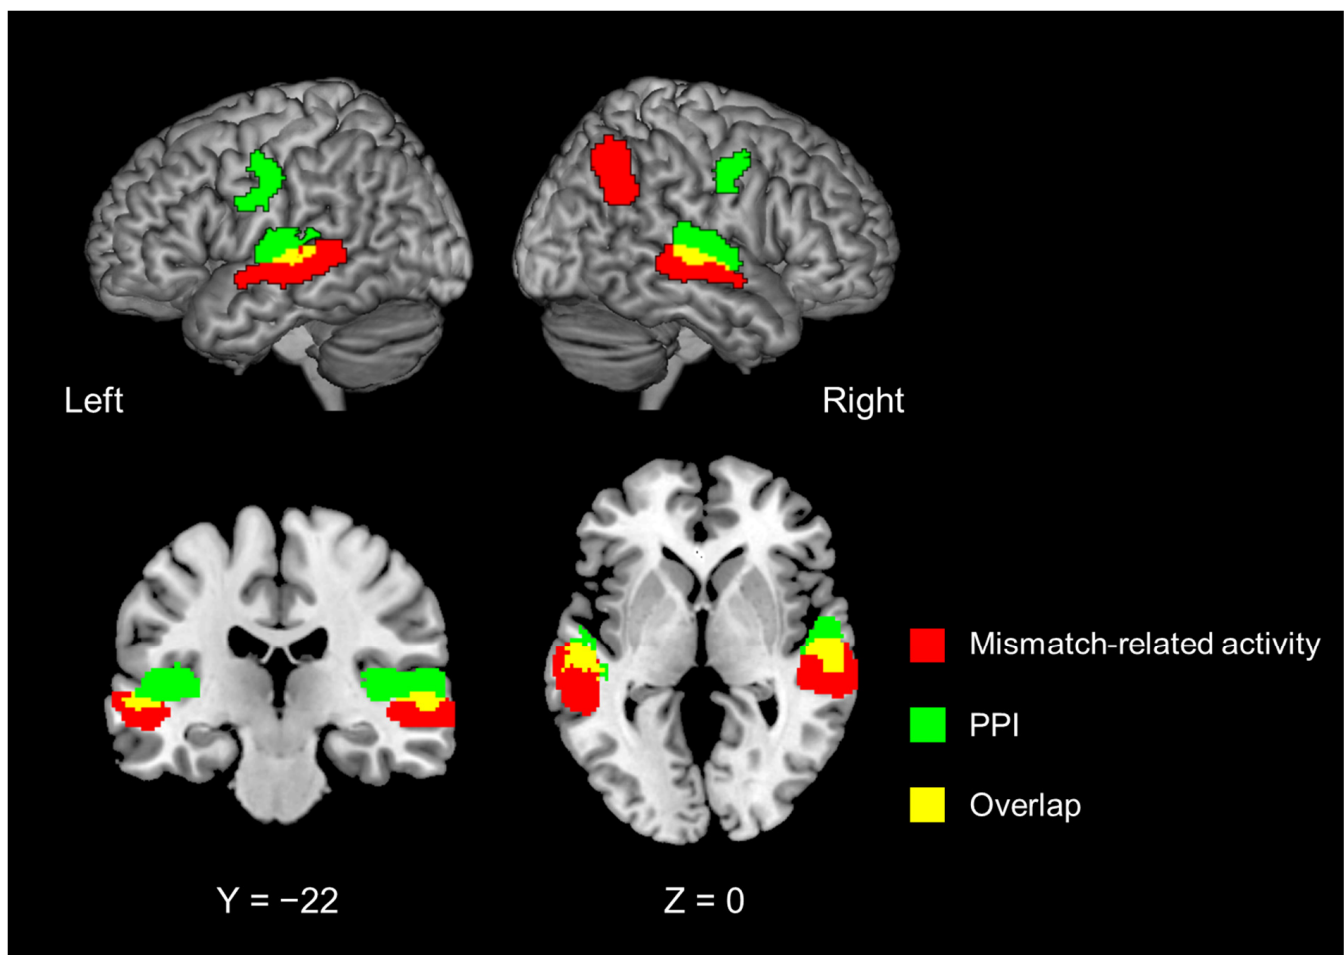 Left
Right
Mismatch-related activity
PPI
Overlap
Y = −22
Z = 0